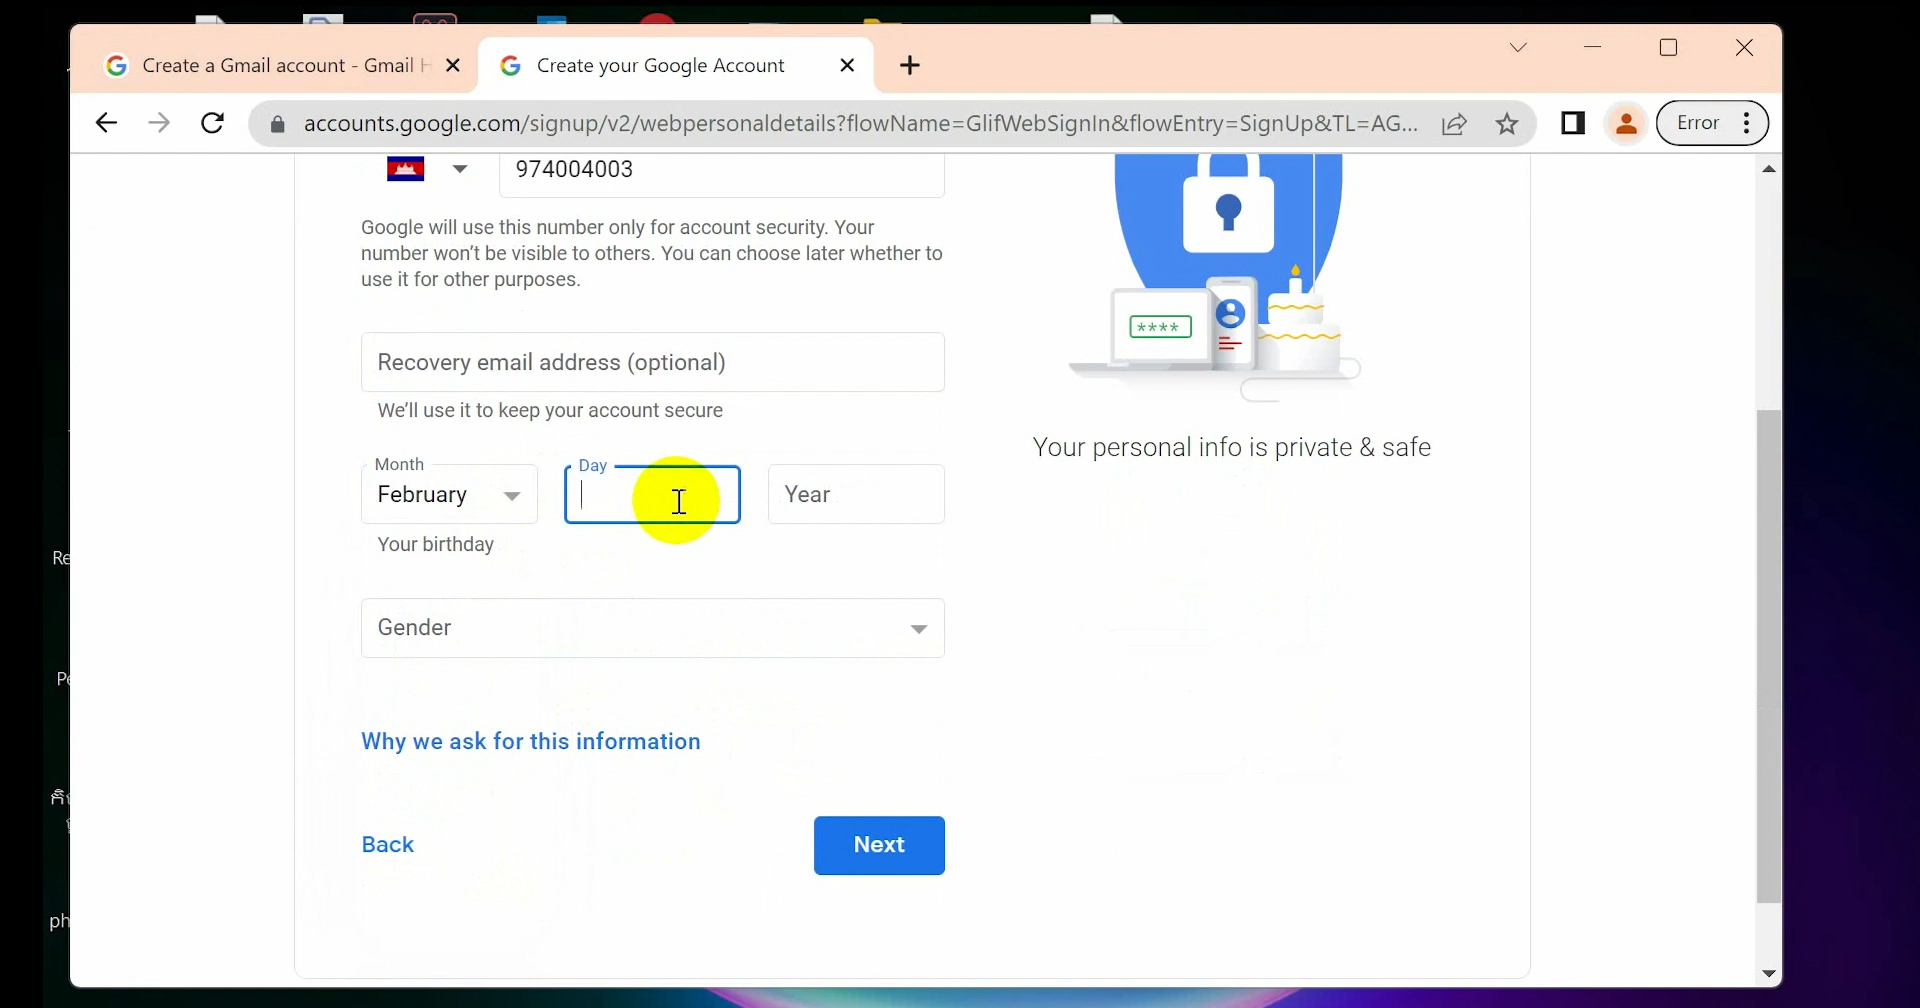 Create a Gmail account - Gmail H
Create your Google Account
accounts.google.com/signup/v2/webpersonaldetails?flowName=GlifWebSignIn&flowEntry=SignUp&TL=AG...
Error
974004003
Google will use this number only for account security. Your
number won't be visible to others. You can choose later whether to
use it for other purposes.
****
Recovery email address (optional)
We'll use it to keep your account secure
Your personal info is private & safe
Month
Day
February
Year
Your birthday
Re
Gender
Pe
Why we ask for this information
Back
Next
ph